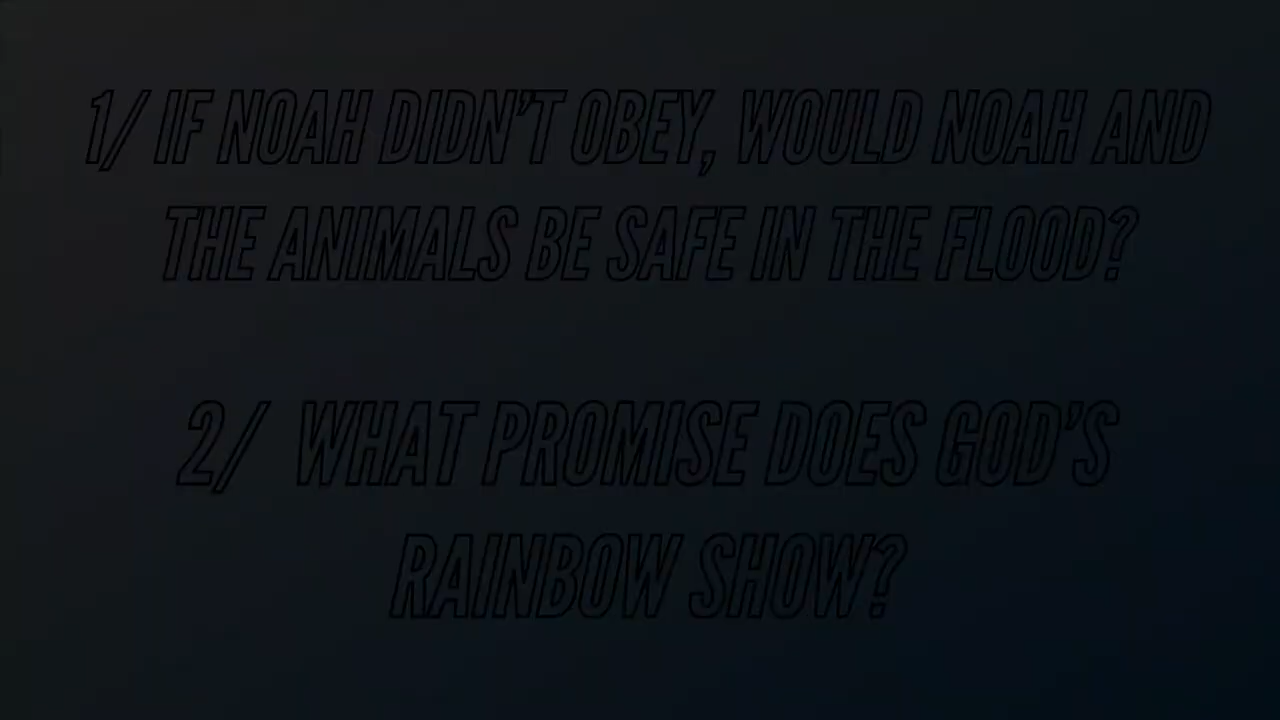 1/ IF NOAH DIDN'T OBEY, WOULD NOAH AND
THE ANIMALS BE SAFE IN THE FLOOD?
2/ WHAT PROMISE DOES GOD'S
RAINBOW SHOW?